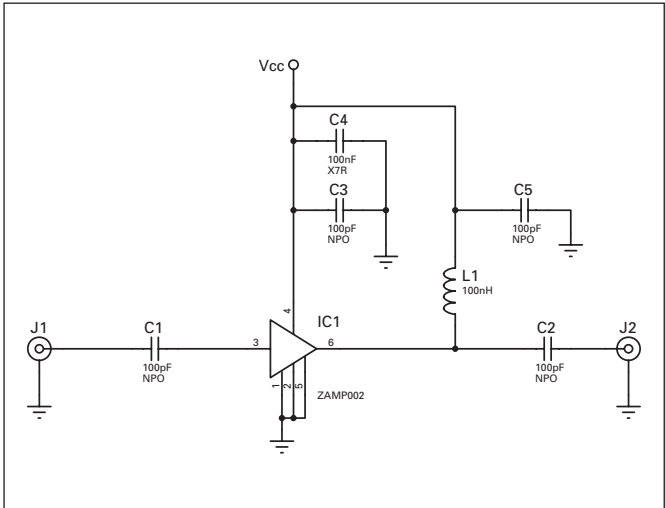 Vcc
C4
100nF
X7R
C3
100pF
NPO
C5
100pF
NPO
L1
100nH
4
IC1
J1
C1
100pF
NPO
3
6
C2
100pF
NPO
J2
1
2
5
ZAMP002